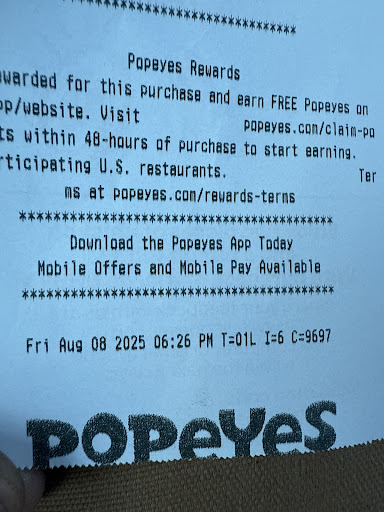 ****************************************
Popeyes Rewards
warded for this purchase and earn FREE Popeyes on
pp/website. Visit popeyes.com/claim-po
ts within 48-hours of purchase to start earning.
rticipating U.S. restaurants. Ter
ms at popeyes.com/rewards-terms
****************************************
Download the Popeyes App Today
Mobile Offers and Mobile Pay Available
****************************************
Fri Aug 08 2025 06:26 PM T=01L I=6 C=9697
POPEYES